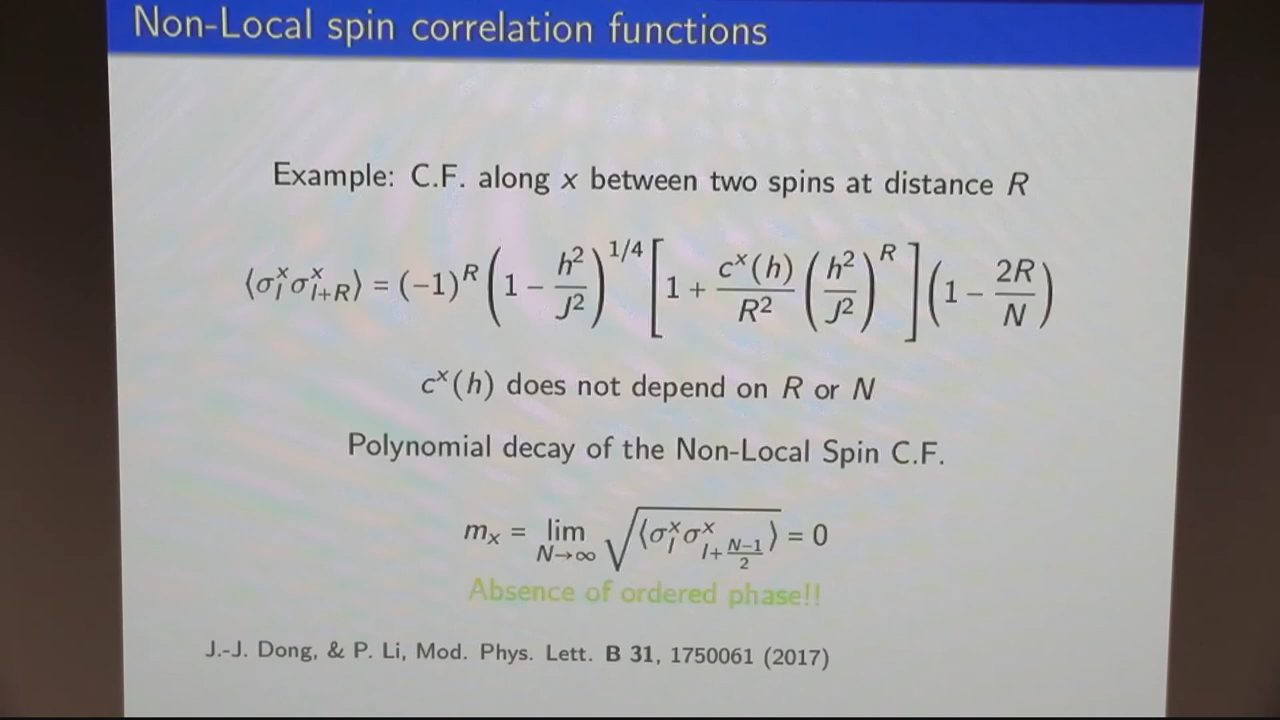 Non-Local spin correlation functions
Example: C.F. along x between two spins at distance R
⟨σ_l^x σ_{l+R}^x⟩ = (−1)^R (1 − h²/J²)^{1/4} [1 + c^x(h)/R² (h²/J²)^R] (1 − 2R/N)
c^x(h) does not depend on R or N
Polynomial decay of the Non-Local Spin C.F.
m_x = lim_{N→∞} √⟨σ_l^x σ_{l+(N−1)/2}^x⟩ = 0
Absence of ordered phase!!
J.-J. Dong, & P. Li, Mod. Phys. Lett. B 31, 1750061 (2017)